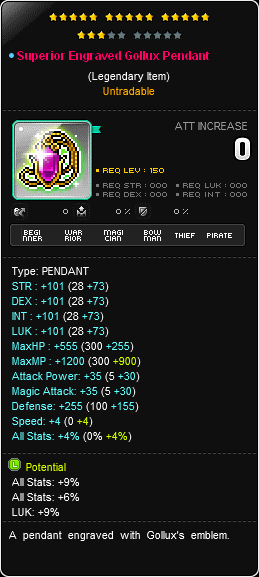 Superior Engraved Gollux Pendant
(Legendary Item)
Untradable
ATT INCREASE
0
REQ LEV : 150
REQ STR : 000 REQ LUK : 000
REQ DEX : 000 REQ INT : 000
0 0 % 0 %
BEGINNER WARRIOR MAGICIAN BOWMAN THIEF PIRATE
Type: PENDANT
STR : +101 (28 +73)
DEX : +101 (28 +73)
INT : +101 (28 +73)
LUK : +101 (28 +73)
MaxHP : +555 (300 +255)
MaxMP : +1200 (300 +900)
Attack Power: +35 (5 +30)
Magic Attack: +35 (5 +30)
Defense: +255 (100 +155)
Speed: +4 (0 +4)
All Stats: +4% (0% +4%)
L Potential
All Stats: +9%
All Stats: +6%
LUK: +9%
A pendant engraved with Gollux's emblem.